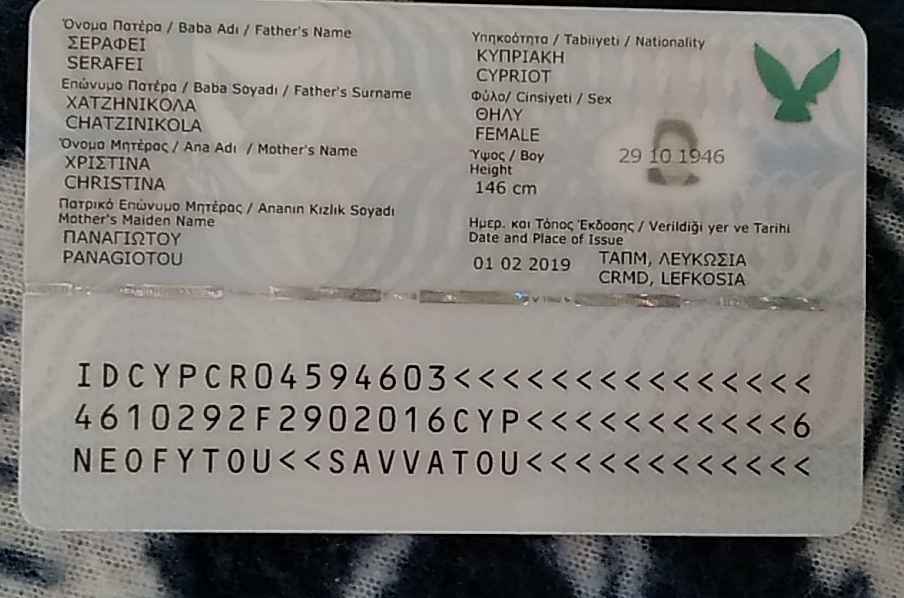 Όνομα Πατέρα / Baba Adı / Father's Name
ΣΕΡΑΦΕΙ
SERAFEI
Επώνυμο Πατέρα / Baba Soyadı / Father's Surname
ΧΑΤΖΗΝΙΚΟΛΑ
CHATZINIKOLA
Όνομα Μητέρας / Ana Adı / Mother's Name
ΧΡΙΣΤΙΝΑ
CHRISTINA
Πατρικό Επώνυμο Μητέρας / Ananın Kızlık Soyadi
Mother's Maiden Name
ΠΑΝΑΓΙΩΤΟΥ
PANAGIOTOU
Υπηκοότητα / Tabiiyeti / Nationality
ΚΥΠΡΙΑΚΗ
CYPRIOT
Φύλο/ Cinsiyeti / Sex
ΘΗΛΥ
FEMALE
Ύψος / Boy
Height
146 cm
29 10 1946
Ημερ. και Τόπος Έκδοσης / Verildiği yer ve Tarihi
Date and Place of Issue
01 02 2019 ΤΑΠΜ, ΛΕΥΚΩΣΙΑ
CRMD, LEFKOSIA
IDCYPCR04594603<<<<<<<<<<<<<<<
4610292F2902016CYP<<<<<<<<<<<6
NEOFYTOU<<SAVVATOU<<<<<<<<<<<<